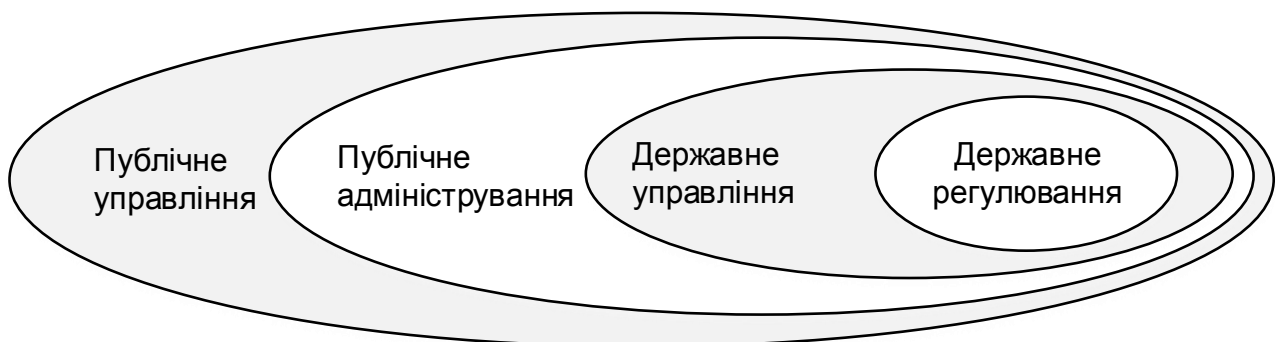 Публічне
управління
Публічне
адміністрування
Державне
управління
Державне
регулювання